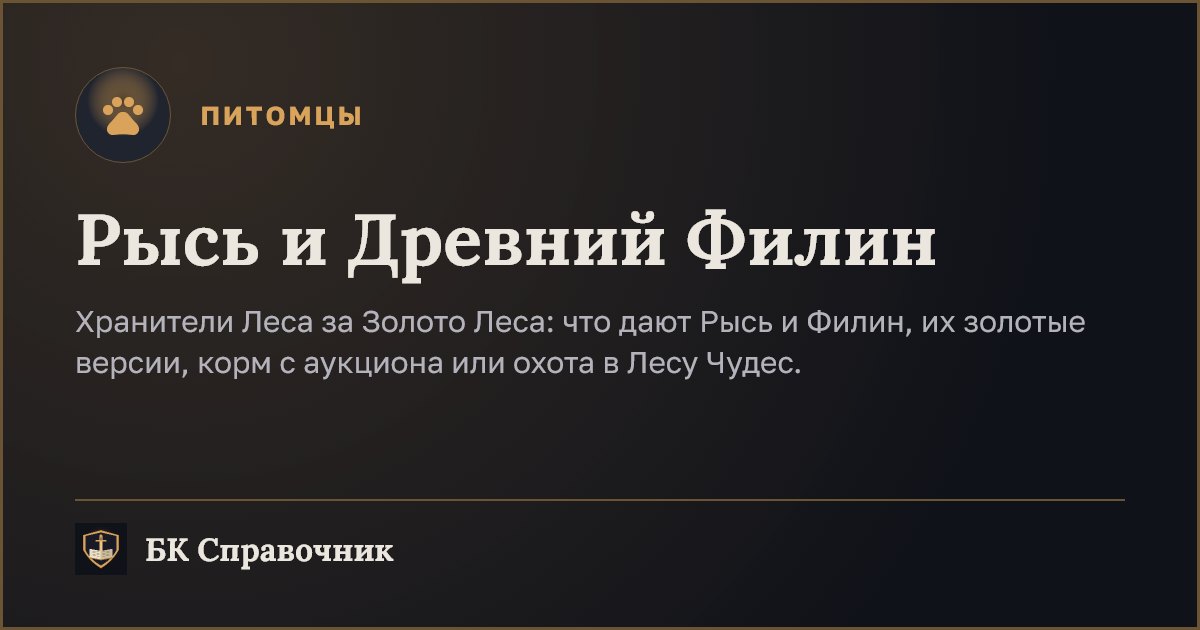 ПИТОМЦЫ
Рысь и Древний Филин
Хранители Леса за Золото Леса: что дают Рысь и Филин, их золотые
версии, корм с аукциона или охота в Лесу Чудес.
БК Справочник